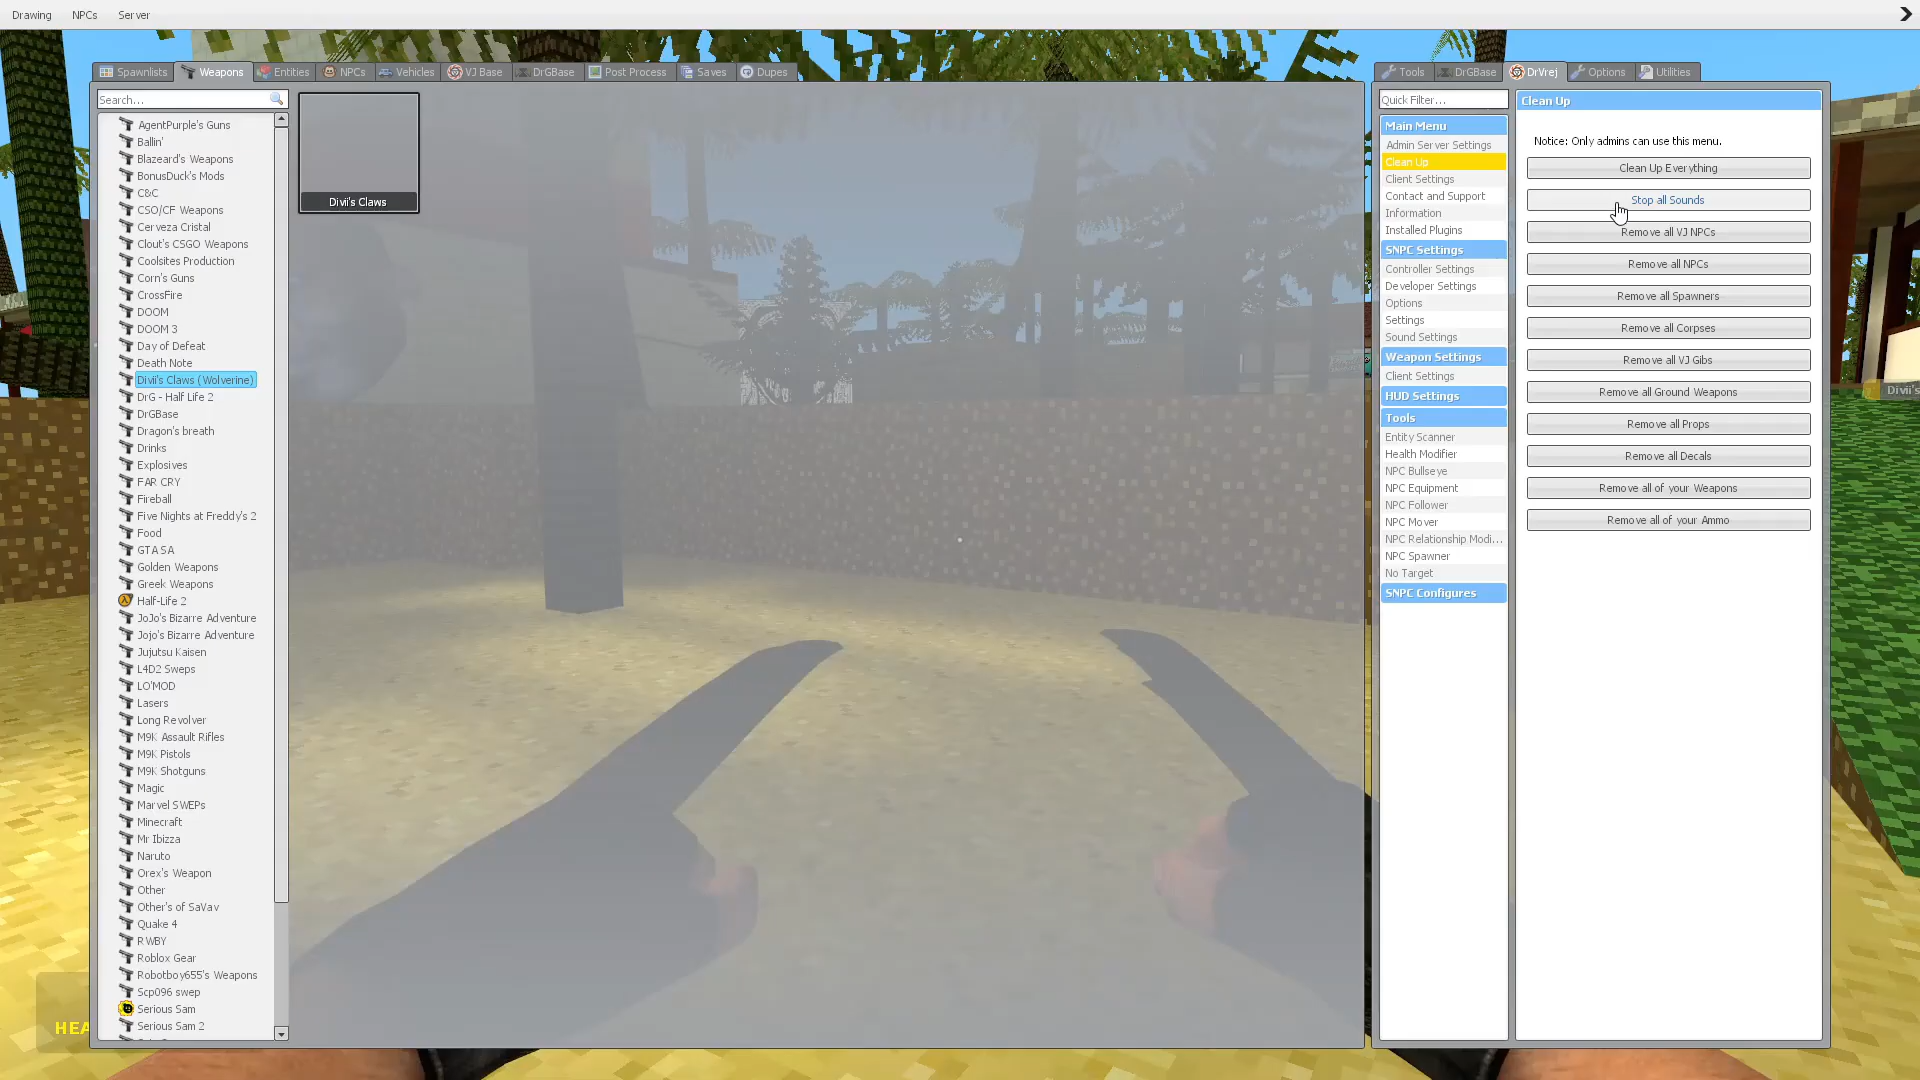 Drawing NPCs Server
Spawnlists Weapons Entities NPCs Vehicles VJ Base DrGBase Post Process Saves Dupes
Search...
AgentPurple's Guns
Ballin'
Blazeard's Weapons
BonusDuck's Mods
C&C
CSO/CF Weapons
Cerveza Cristal
Clout's CSGO Weapons
Coolsites Production
Corn's Guns
CrossFire
DOOM
DOOM 3
Day of Defeat
Death Note
Divii's Claws (Wolverine)
DrG - Half Life 2
DrGBase
Dragon's breath
Drinks
Explosives
FAR CRY
Fireball
Five Nights at Freddy's 2
Food
GTA SA
Golden Weapons
Greek Weapons
Half-Life 2
JoJo's Bizarre Adventure
Jojo's Bizarre Adventure
Jujutsu Kaisen
L4D2 Sweps
LO'MOD
Lasers
Long Revolver
M9K Assault Rifles
M9K Pistols
M9K Shotguns
Magic
Marvel SWEPs
Minecraft
Mr Ibizza
Naruto
Orex's Weapon
Other
Other's of SaVav
Quake 4
RWBY
Roblox Gear
Robotboy655's Weapons
Scp096 swep
Serious Sam
Serious Sam 2
Divii's Claws
Tools DrGBase DrVrej Options Utilities
Quick Filter...
Main Menu
Admin Server Settings
Clean Up
Client Settings
Contact and Support
Information
Installed Plugins
SNPC Settings
Controller Settings
Developer Settings
Options
Settings
Sound Settings
Weapon Settings
Client Settings
HUD Settings
Tools
Entity Scanner
Health Modifier
NPC Bullseye
NPC Equipment
NPC Follower
NPC Mover
NPC Relationship Modi...
NPC Spawner
No Target
SNPC Configures
Clean Up
Notice: Only admins can use this menu.
Clean Up Everything
Stop all Sounds
Remove all VJ NPCs
Remove all NPCs
Remove all Spawners
Remove all Corpses
Remove all VJ Gibs
Remove all Ground Weapons
Remove all Props
Remove all Decals
Remove all of your Weapons
Remove all of your Ammo
Divii's
HEA